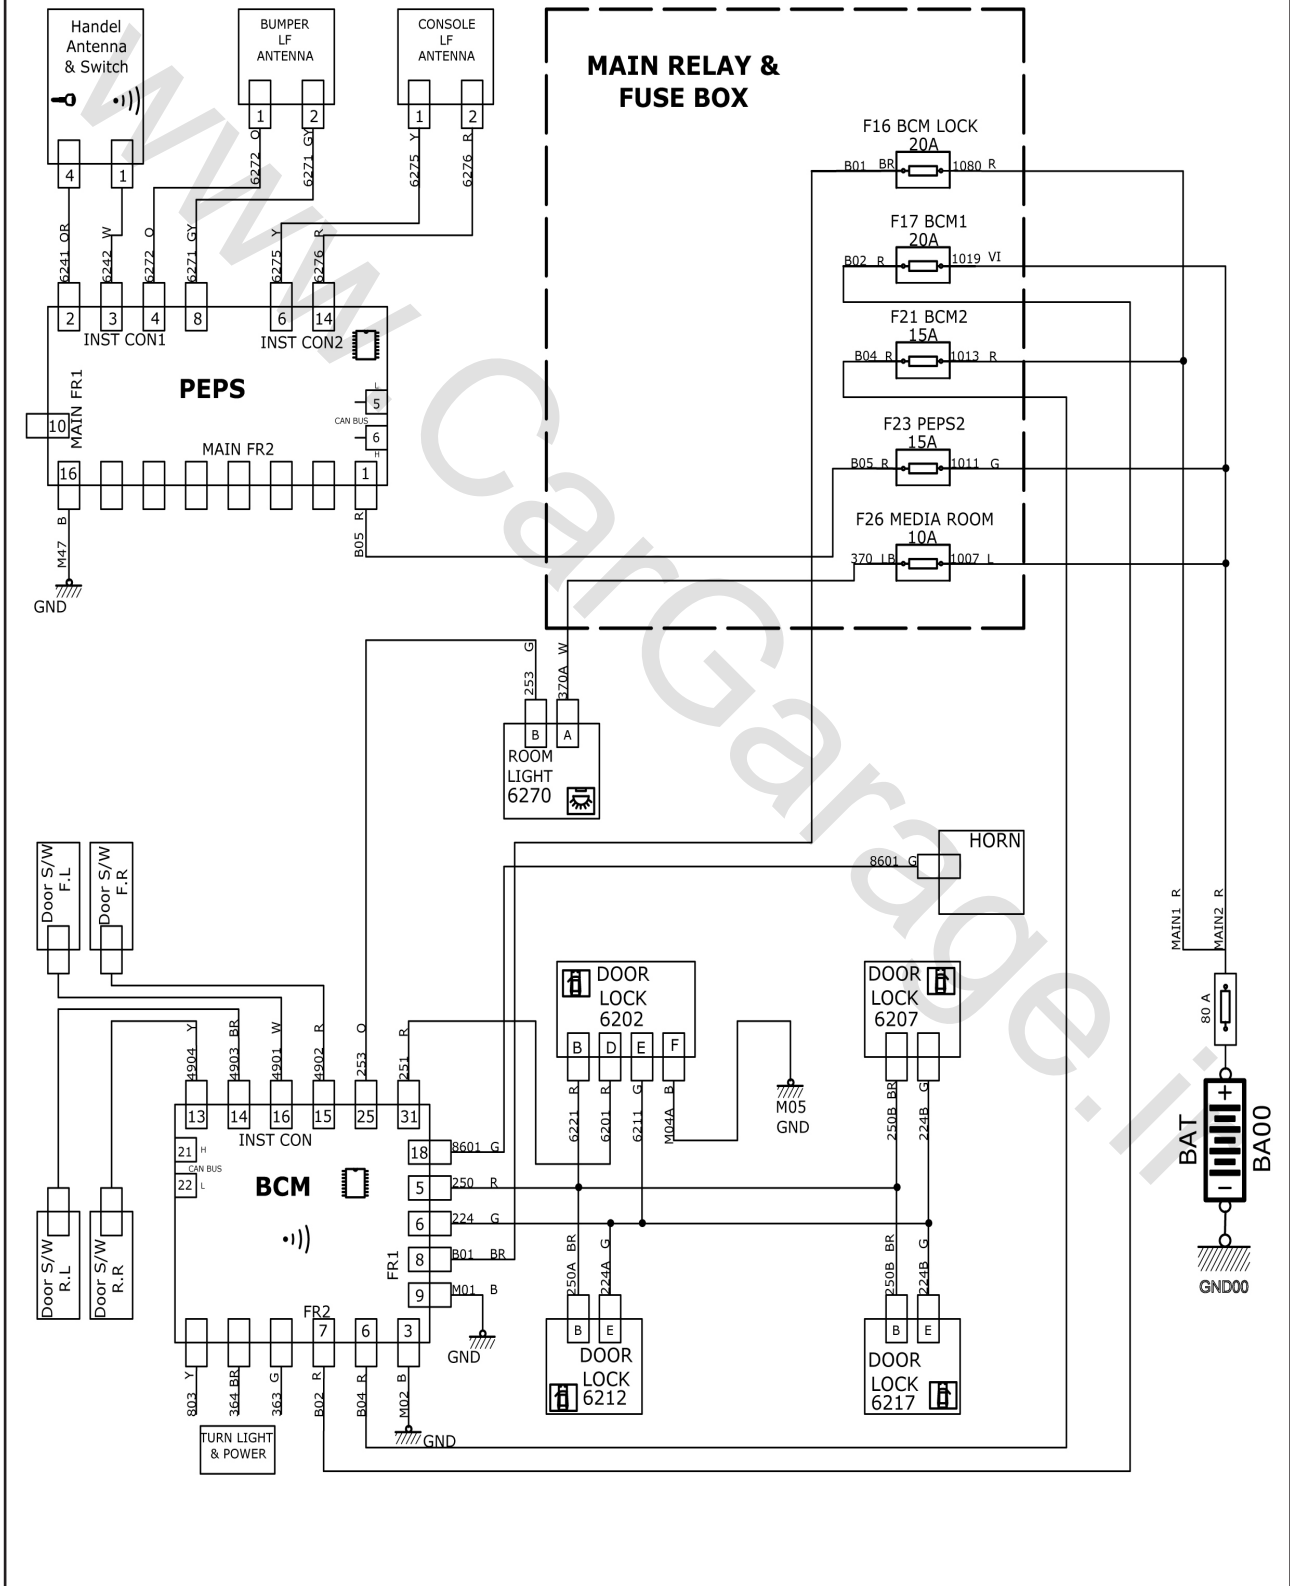 Handel
Antenna
& Switch
4
1
BUMPER
LF
ANTENNA
1
2
CONSOLE
LF
ANTENNA
1
2
6272 O
6271 GY
6275 Y
6276 R
6241 OR
6242 W
6272 O
6271 GY
6275 Y
6276 R
2
3
4
8
6
14
INST CON1
INST CON2
PEPS
MAIN FR1
10
L
5
CAN BUS
6
H
MAIN FR2
16
1
M47 B
B05 R
GND
MAIN RELAY &
FUSE BOX
F16 BCM LOCK
20A
B01 BR
1080 R
F17 BCM1
20A
B02 R
1019 VI
F21 BCM2
15A
B04 R
1013 R
F23 PEPS2
15A
B05 R
1011 G
F26 MEDIA ROOM
10A
370 LB
1007 L
253 G
370A W
B
A
ROOM
LIGHT
6270
HORN
8601 G
MAIN1 R
MAIN2 R
80 A
+
BAT
BA00
−
GND00
Door S/W
F.L
Door S/W
F.R
4904 Y
4903 BR
4901 W
4902 R
253 O
251 R
13
14
16
15
25
31
INST CON
21 H
CAN BUS
22 L
BCM
18
8601 G
5
250 R
6
224 G
8
B01 BR
9
M01 B
FR1
GND
FR2
7
6
3
Door S/W
R.L
Door S/W
R.R
803 Y
364 BR
363 G
B02 R
B04 R
M02 B
GND
TURN LIGHT
& POWER
DOOR
LOCK
6202
B
D
E
F
6221 R
6201 R
6211 G
M04A B
M05
GND
DOOR
LOCK
6207
250B BR
224B G
250A BR
224A G
B
E
DOOR
LOCK
6212
250B BR
224B G
B
E
DOOR
LOCK
6217
www.CarGarage.ir